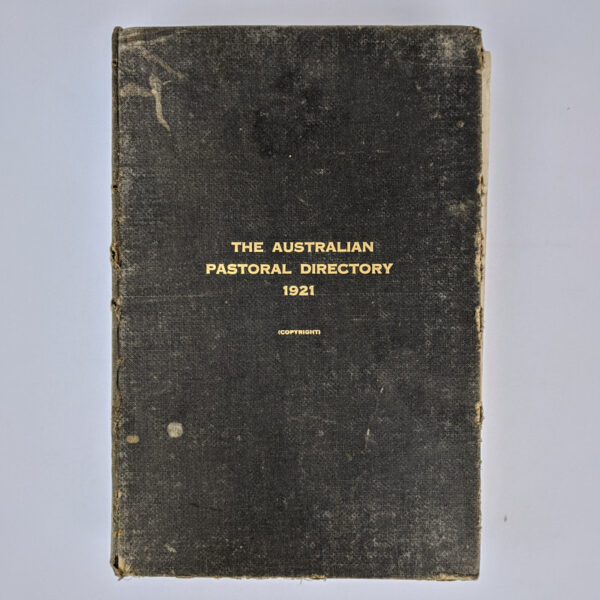 THE AUSTRALIAN
PASTORAL DIRECTORY
1921
(COPYRIGHT)